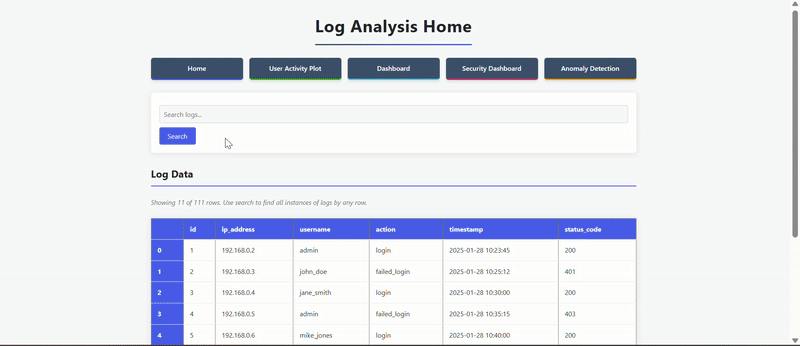 Log Analysis Home
Home User Activity Plot Dashboard Security Dashboard Anomaly Detection
Search logs...
Search
Log Data
Showing 11 of 111 rows. Use search to find all instances of logs by any row.
id ip_address username action timestamp status_code
0 1 192.168.0.2 admin login 2025-01-28 10:23:45 200
1 2 192.168.0.3 john_doe failed_login 2025-01-28 10:25:12 401
2 3 192.168.0.4 jane_smith login 2025-01-28 10:30:00 200
3 4 192.168.0.5 admin failed_login 2025-01-28 10:35:15 403
4 5 192.168.0.6 mike_jones login 2025-01-28 10:40:00 200